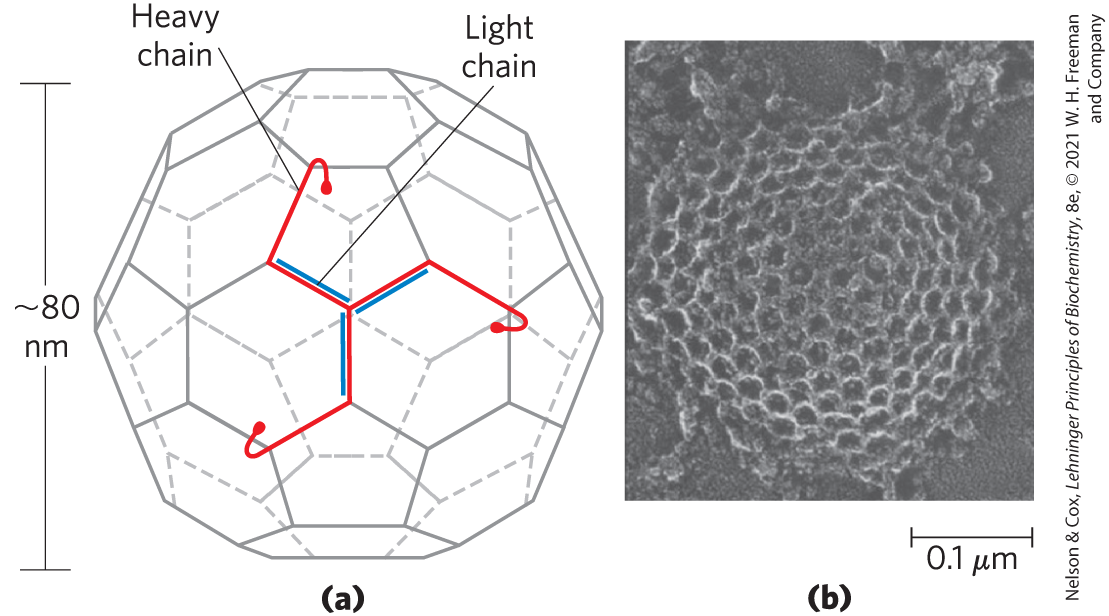 Heavy
chain
Light
chain
~80
nm
(a)
(b)
0.1 μm
Nelson & Cox, Lehninger Principles of Biochemistry, 8e, © 2021 W. H. Freeman
and Company